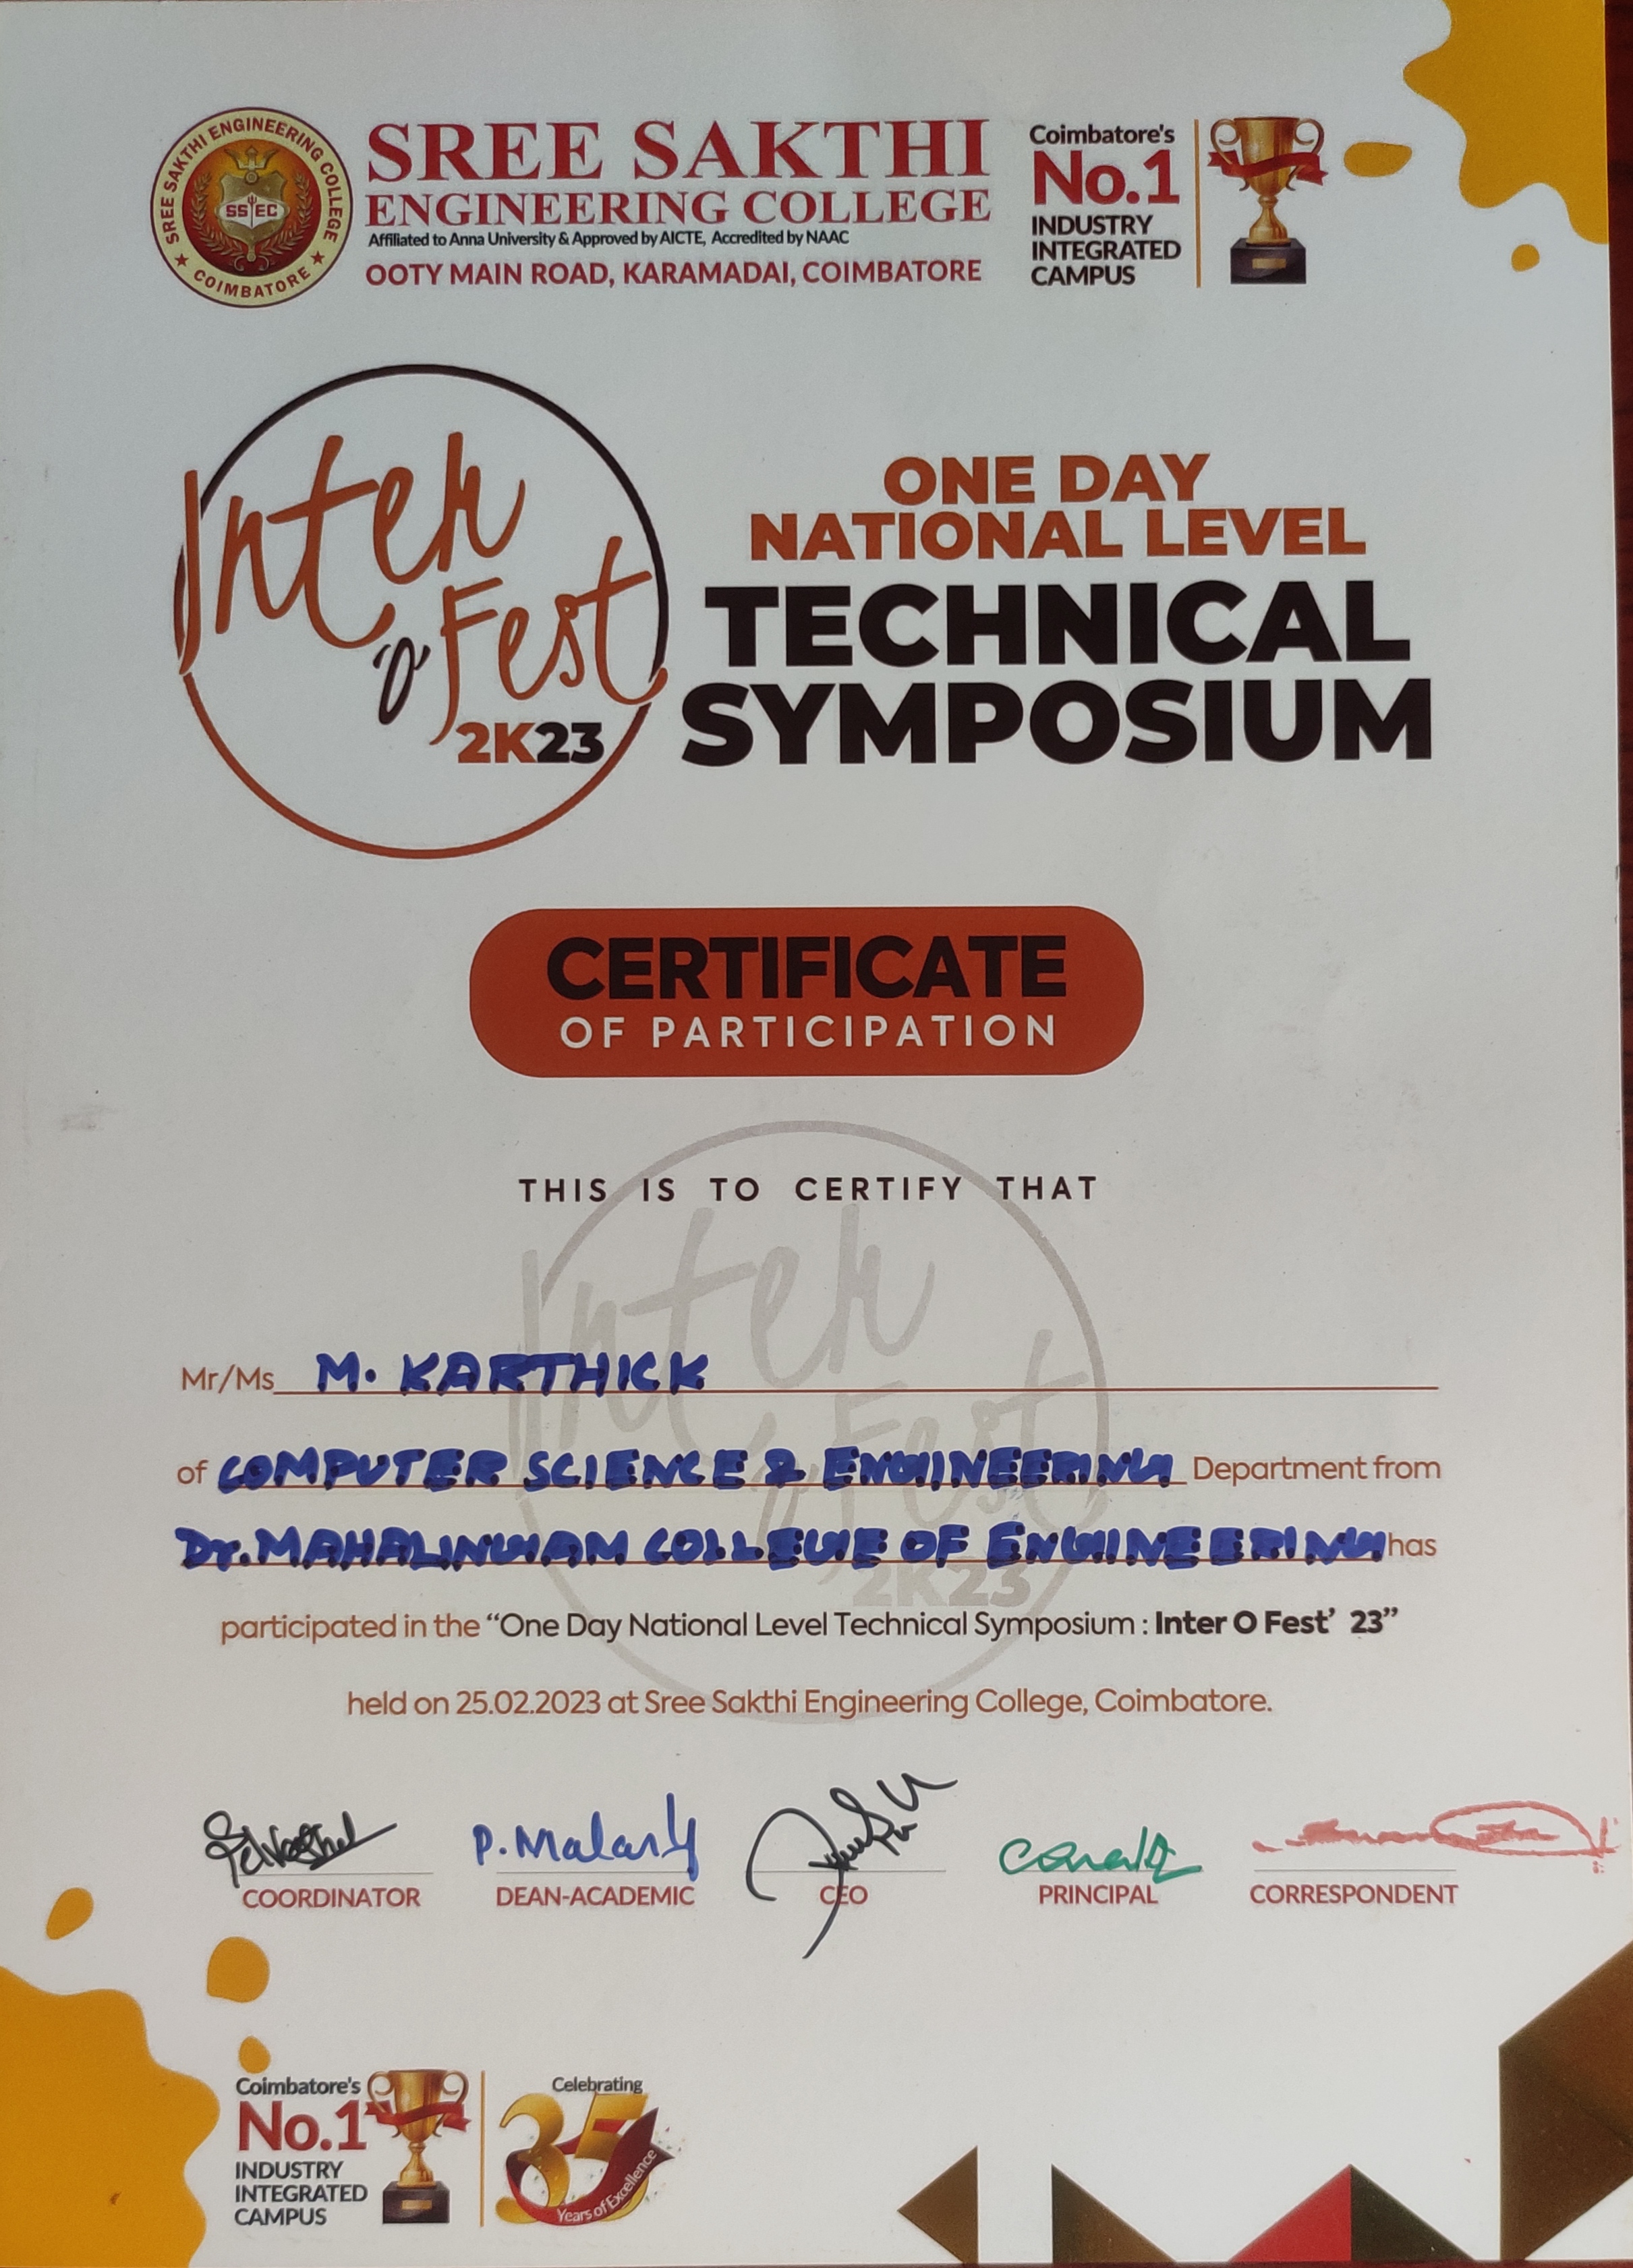 SREE SAKTHI ENGINEERING COLLEGE
SSEC
★ COIMBATORE ★
SREE SAKTHI
ENGINEERING COLLEGE
Affiliated to Anna University & Approved by AICTE, Accredited by NAAC
OOTY MAIN ROAD, KARAMADAI, COIMBATORE
Coimbatore's
No.1
INDUSTRY
INTEGRATED
CAMPUS
Inter
'O' Fest
2K23
ONE DAY
NATIONAL LEVEL
TECHNICAL
SYMPOSIUM
CERTIFICATE
OF PARTICIPATION
THIS IS TO CERTIFY THAT
Inter
'O' Fest
2K23
Mr/Ms M. KARTHICK
of COMPUTER SCIENCE & ENGINEERING Department from
Dr. MAHALINGHAM COLLEGE OF ENGINEERING has
participated in the “One Day National Level Technical Symposium : Inter O Fest’ 23”
held on 25.02.2023 at Sree Sakthi Engineering College, Coimbatore.
P. Malarly
COORDINATOR DEAN-ACADEMIC CEO PRINCIPAL CORRESPONDENT
Coimbatore's
No.1
INDUSTRY
INTEGRATED
CAMPUS
Celebrating
35
Years of Excellence